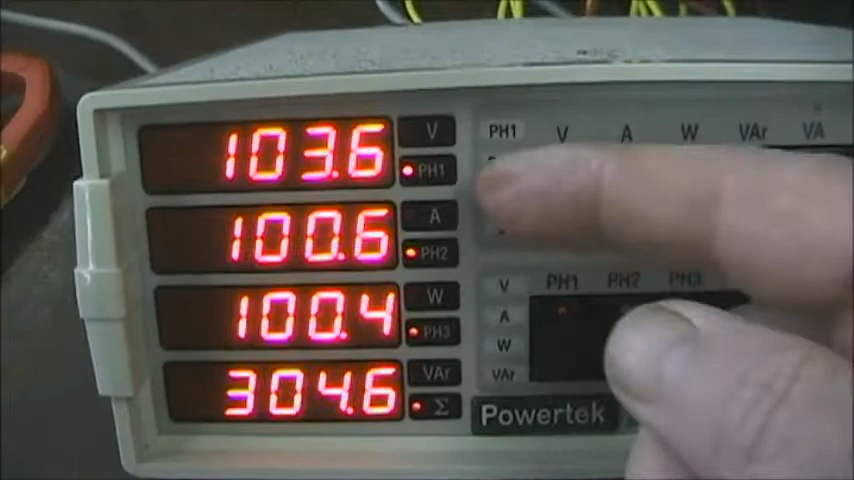 103.6 V
PH1
100.6 A
PH2
100.4 W
PH3
304.6 VAr
Σ
PH1 V A W VAr VA
V PH1 PH2 PH3
A
W
VAr
Powertek